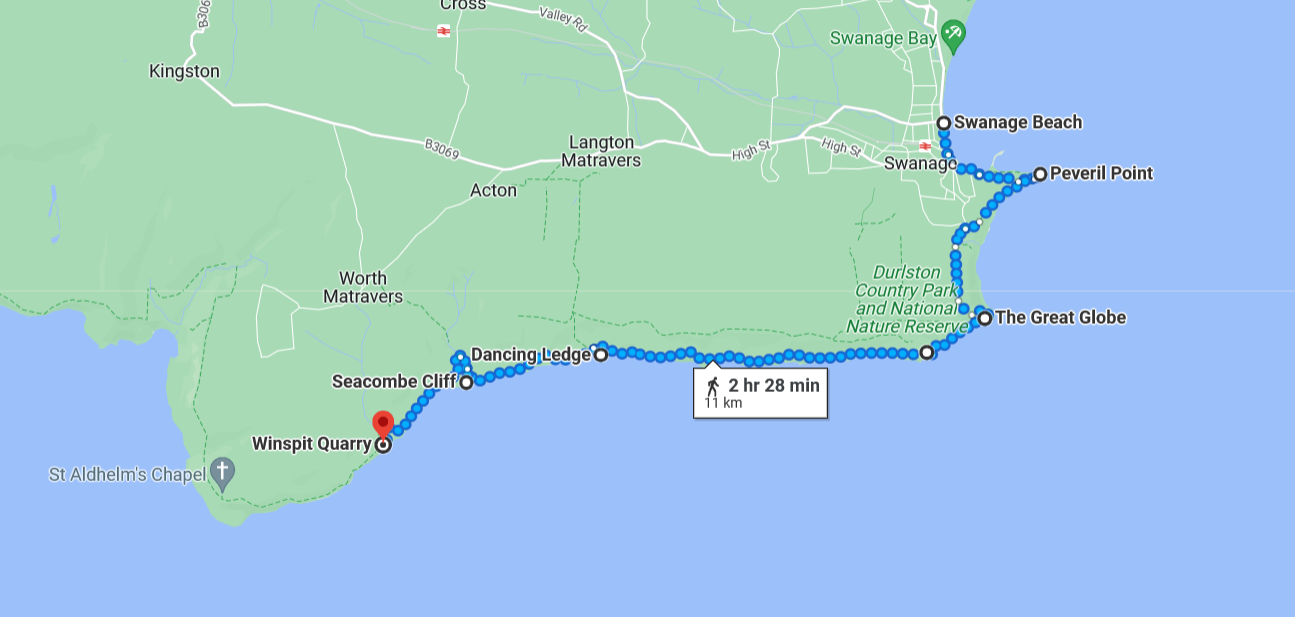 Cross
B306
Valley Rd
Swanage Bay
Kingston
Swanage Beach
B3069
Langton
Matravers
High St
High St
Swanage
Peveril Point
Acton
Worth
Matravers
Durlston
Country Park
and National
Nature Reserve
The Great Globe
Dancing Ledge
Seacombe Cliff
2 hr 28 min
11 km
Winspit Quarry
St Aldhelm's Chapel